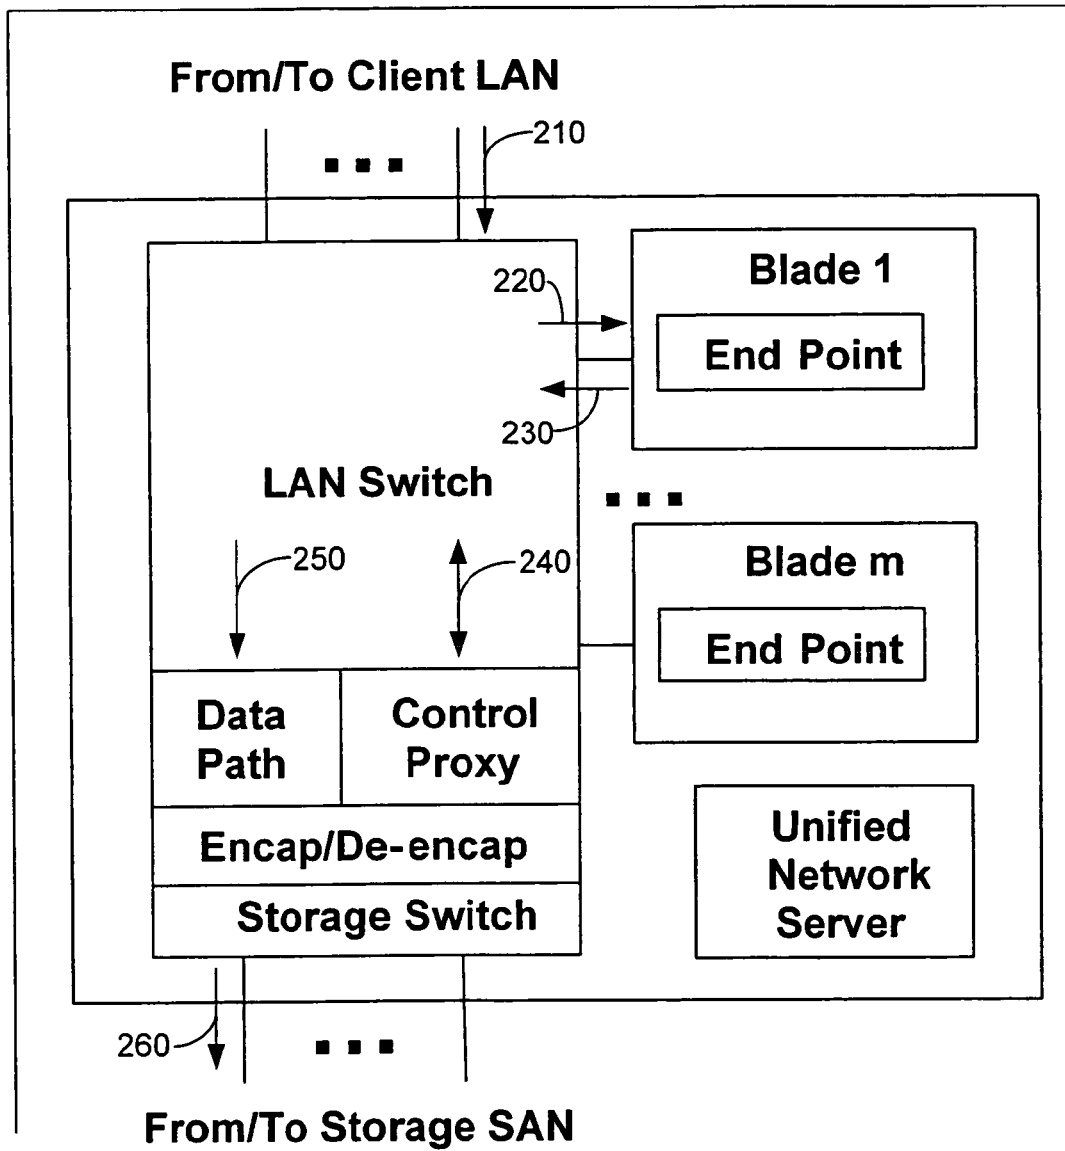 From/To Client LAN
210
Blade 1
220
End Point
230
LAN Switch
Blade m
250
240
End Point
Data
Path
Control
Proxy
Unified
Network
Server
Encap/De-encap
Storage Switch
260
From/To Storage SAN